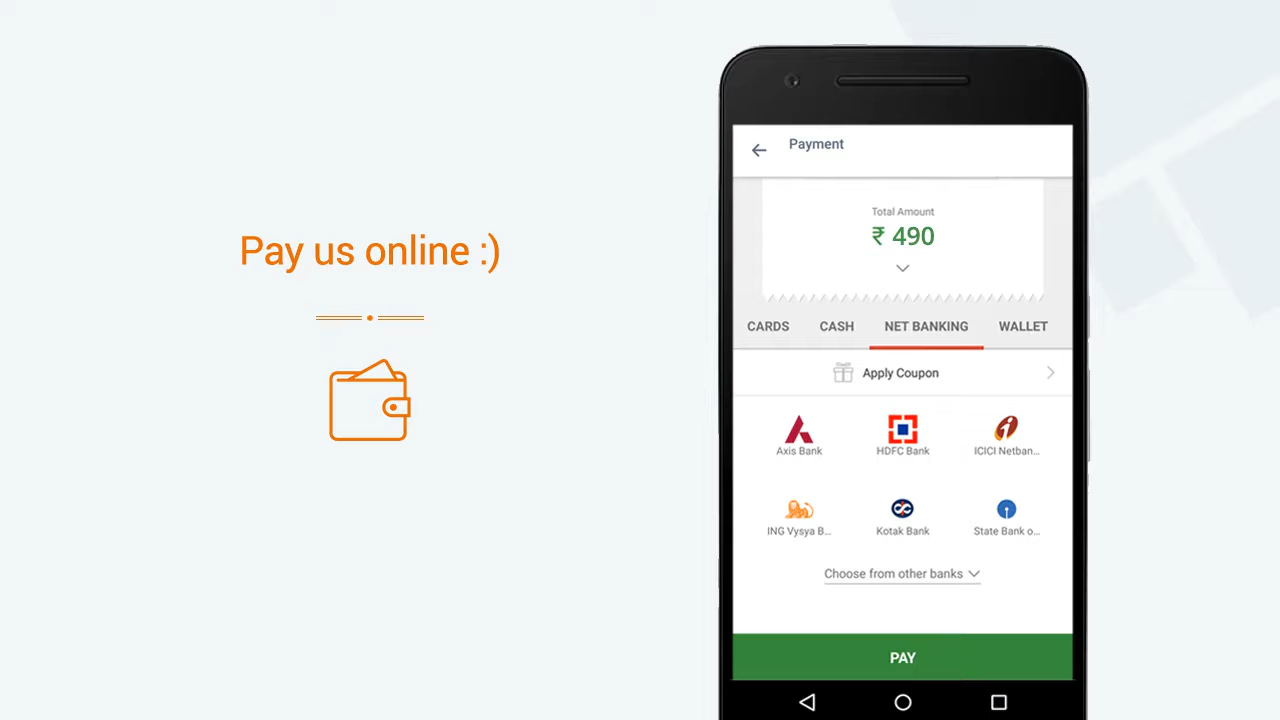 Pay us online :)
Payment
Total Amount
₹ 490
CARDS CASH NET BANKING WALLET
Apply Coupon
Axis Bank HDFC Bank ICICI Netban...
ING Vysya B... Kotak Bank State Bank o...
Choose from other banks
PAY